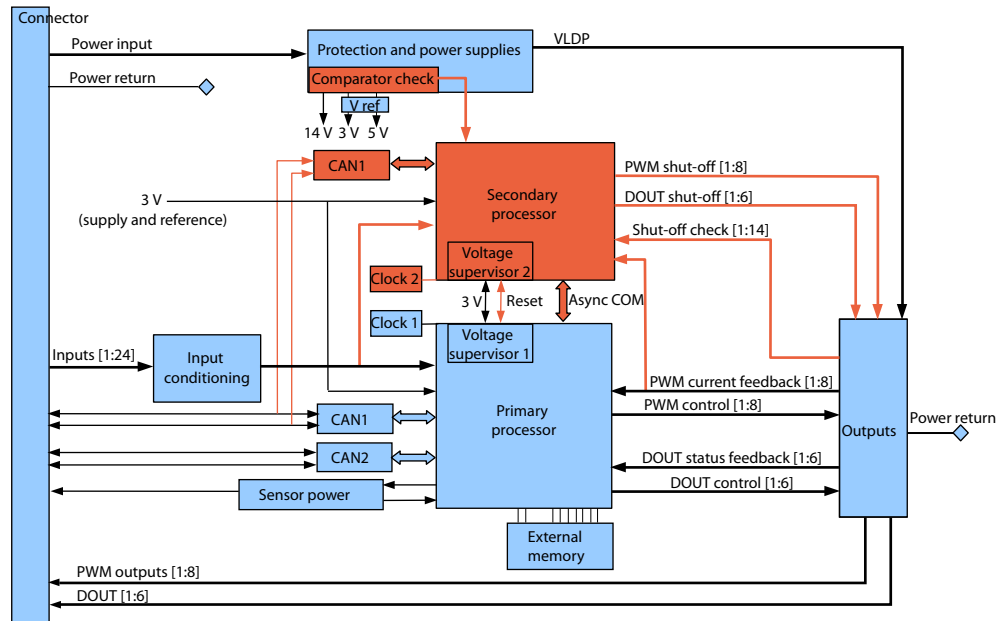 Connector
Power input
Protection and power supplies
VLDP
Power return
Comparator check
V ref
14 V
3 V
5 V
CAN1
PWM shut-off [1:8]
Secondary
processor
DOUT shut-off [1:6]
3 V
(supply and reference)
Shut-off check [1:14]
Voltage
supervisor 2
Clock 2
3 V
Reset
Async COM
Clock 1
Voltage
supervisor 1
Inputs [1:24]
Input
conditioning
PWM current feedback [1:8]
PWM control [1:8]
CAN1
Primary
processor
Outputs
Power return
CAN2
DOUT status feedback [1:6]
DOUT control [1:6]
Sensor power
External
memory
PWM outputs [1:8]
DOUT [1:6]